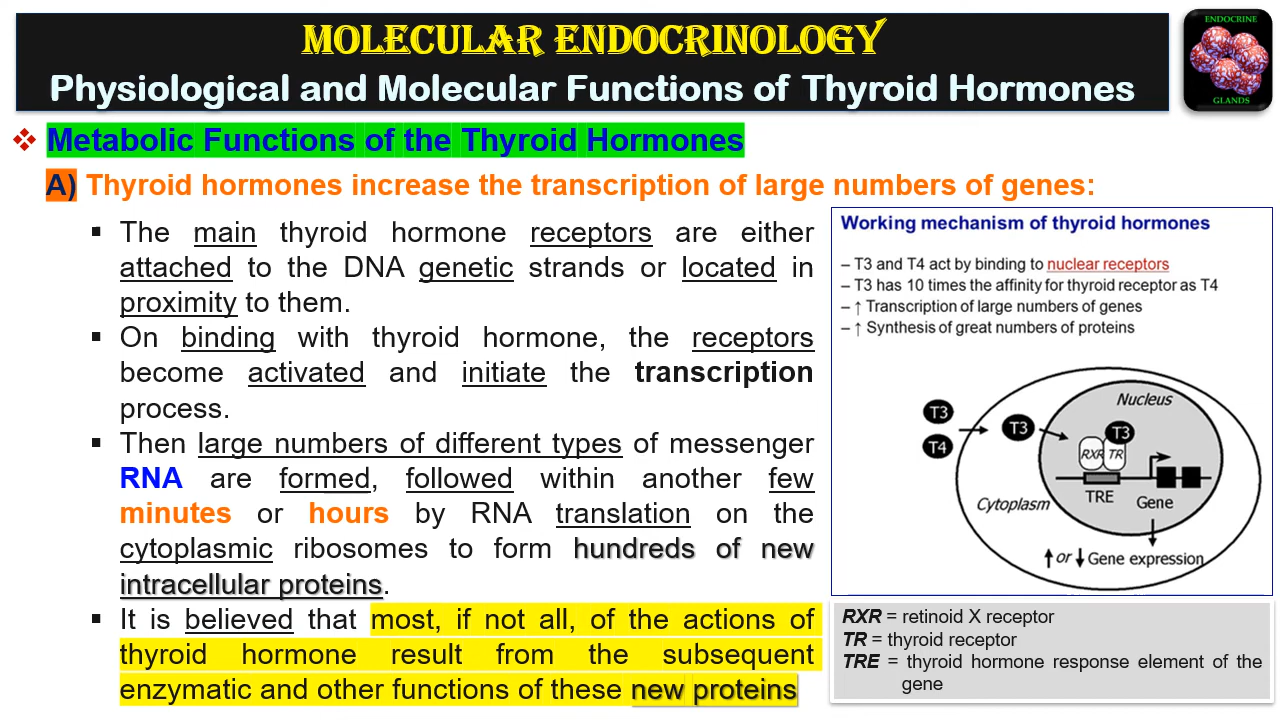 MOLECULAR ENDOCRINOLOGY
Physiological and Molecular Functions of Thyroid Hormones
ENDOCRINE
GLANDS
❖ Metabolic Functions of the Thyroid Hormones
A) Thyroid hormones increase the transcription of large numbers of genes:
▪ The main thyroid hormone receptors are either
attached to the DNA genetic strands or located in
proximity to them.
▪ On binding with thyroid hormone, the receptors
become activated and initiate the transcription
process.
▪ Then large numbers of different types of messenger
RNA are formed, followed within another few
minutes or hours by RNA translation on the
cytoplasmic ribosomes to form hundreds of new
intracellular proteins.
▪ It is believed that most, if not all, of the actions of
thyroid hormone result from the subsequent
enzymatic and other functions of these new proteins
Working mechanism of thyroid hormones
– T3 and T4 act by binding to nuclear receptors
– T3 has 10 times the affinity for thyroid receptor as T4
– ↑ Transcription of large numbers of genes
– ↑ Synthesis of great numbers of proteins
Nucleus
T3
T4
T3
T3
RXR TR
TRE
Gene
Cytoplasm
↑ or ↓ Gene expression
RXR = retinoid X receptor
TR = thyroid receptor
TRE = thyroid hormone response element of the
gene